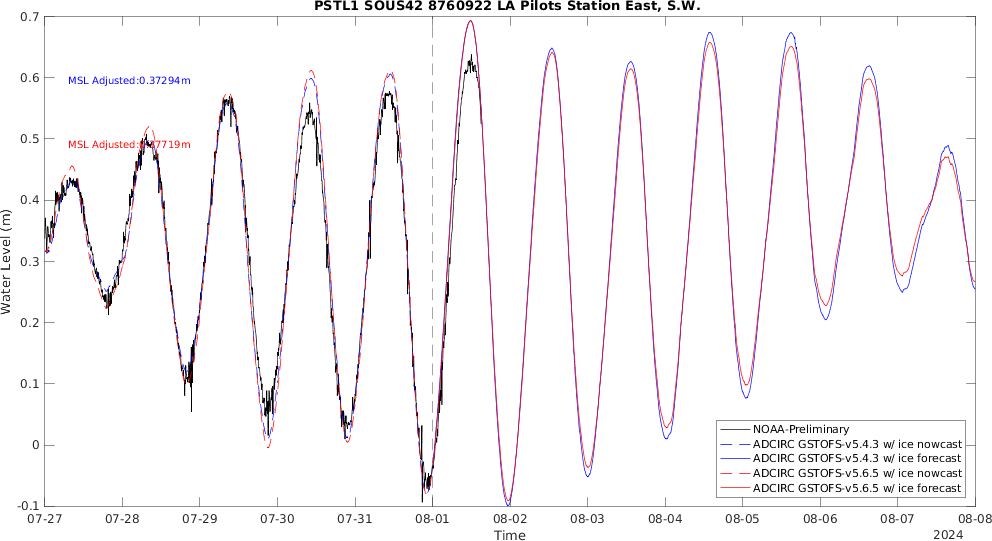 PSTL1 SOUS42 8760922 LA Pilots Station East, S.W.
0.7
0.6
0.5
0.4
0.3
0.2
0.1
0
-0.1
Water Level (m)
MSL Adjusted:0.37294m
MSL Adjusted:0.37719m
NOAA-Preliminary
ADCIRC GSTOFS-v5.4.3 w/ ice nowcast
ADCIRC GSTOFS-v5.4.3 w/ ice forecast
ADCIRC GSTOFS-v5.6.5 w/ ice nowcast
ADCIRC GSTOFS-v5.6.5 w/ ice forecast
07-27 07-28 07-29 07-30 07-31 08-01 08-02 08-03 08-04 08-05 08-06 08-07 08-08
Time
2024